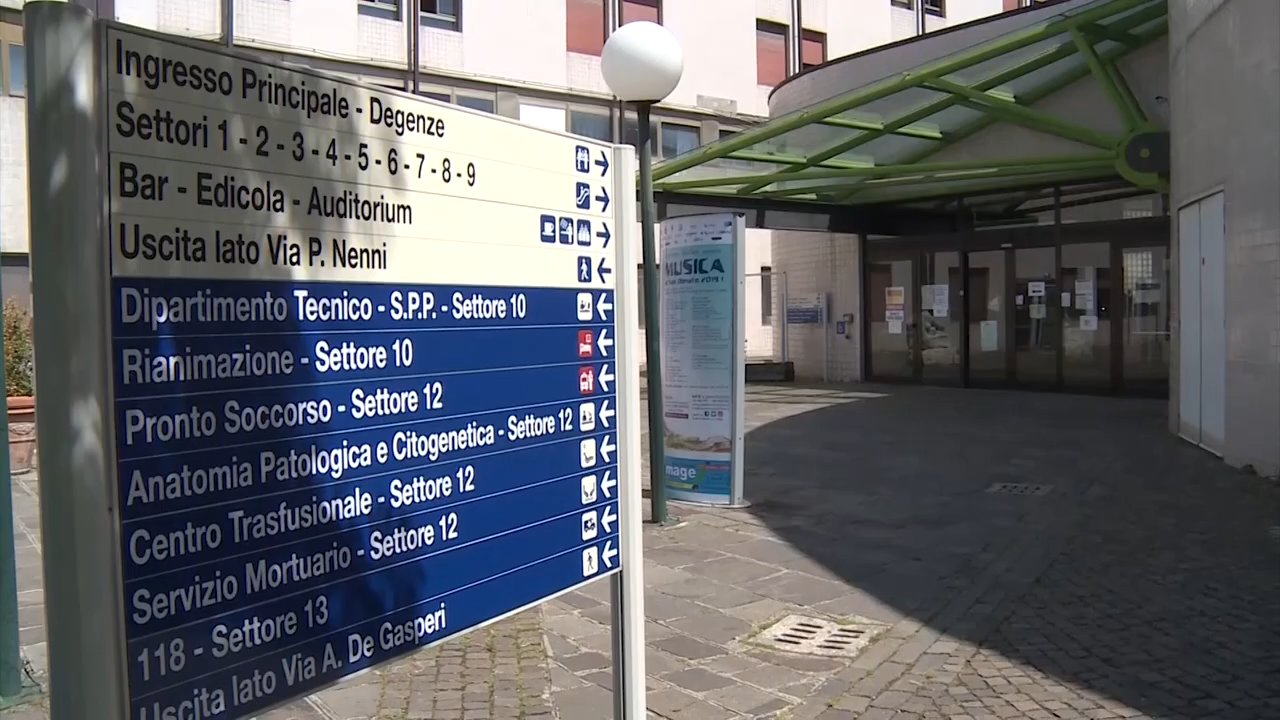 Ingresso Principale - Degenze
Settori 1 - 2 - 3 - 4 - 5 - 6 - 7 - 8 - 9
Bar - Edicola - Auditorium
Uscita lato Via P. Nenni
Dipartimento Tecnico - S.P.P. - Settore 10
Rianimazione - Settore 10
Pronto Soccorso - Settore 12
Anatomia Patologica e Citogenetica - Settore 12
Centro Trasfusionale - Settore 12
Servizio Mortuario - Settore 12
118 - Settore 13
Uscita lato Via A. De Gasperi
MUSICA
mage